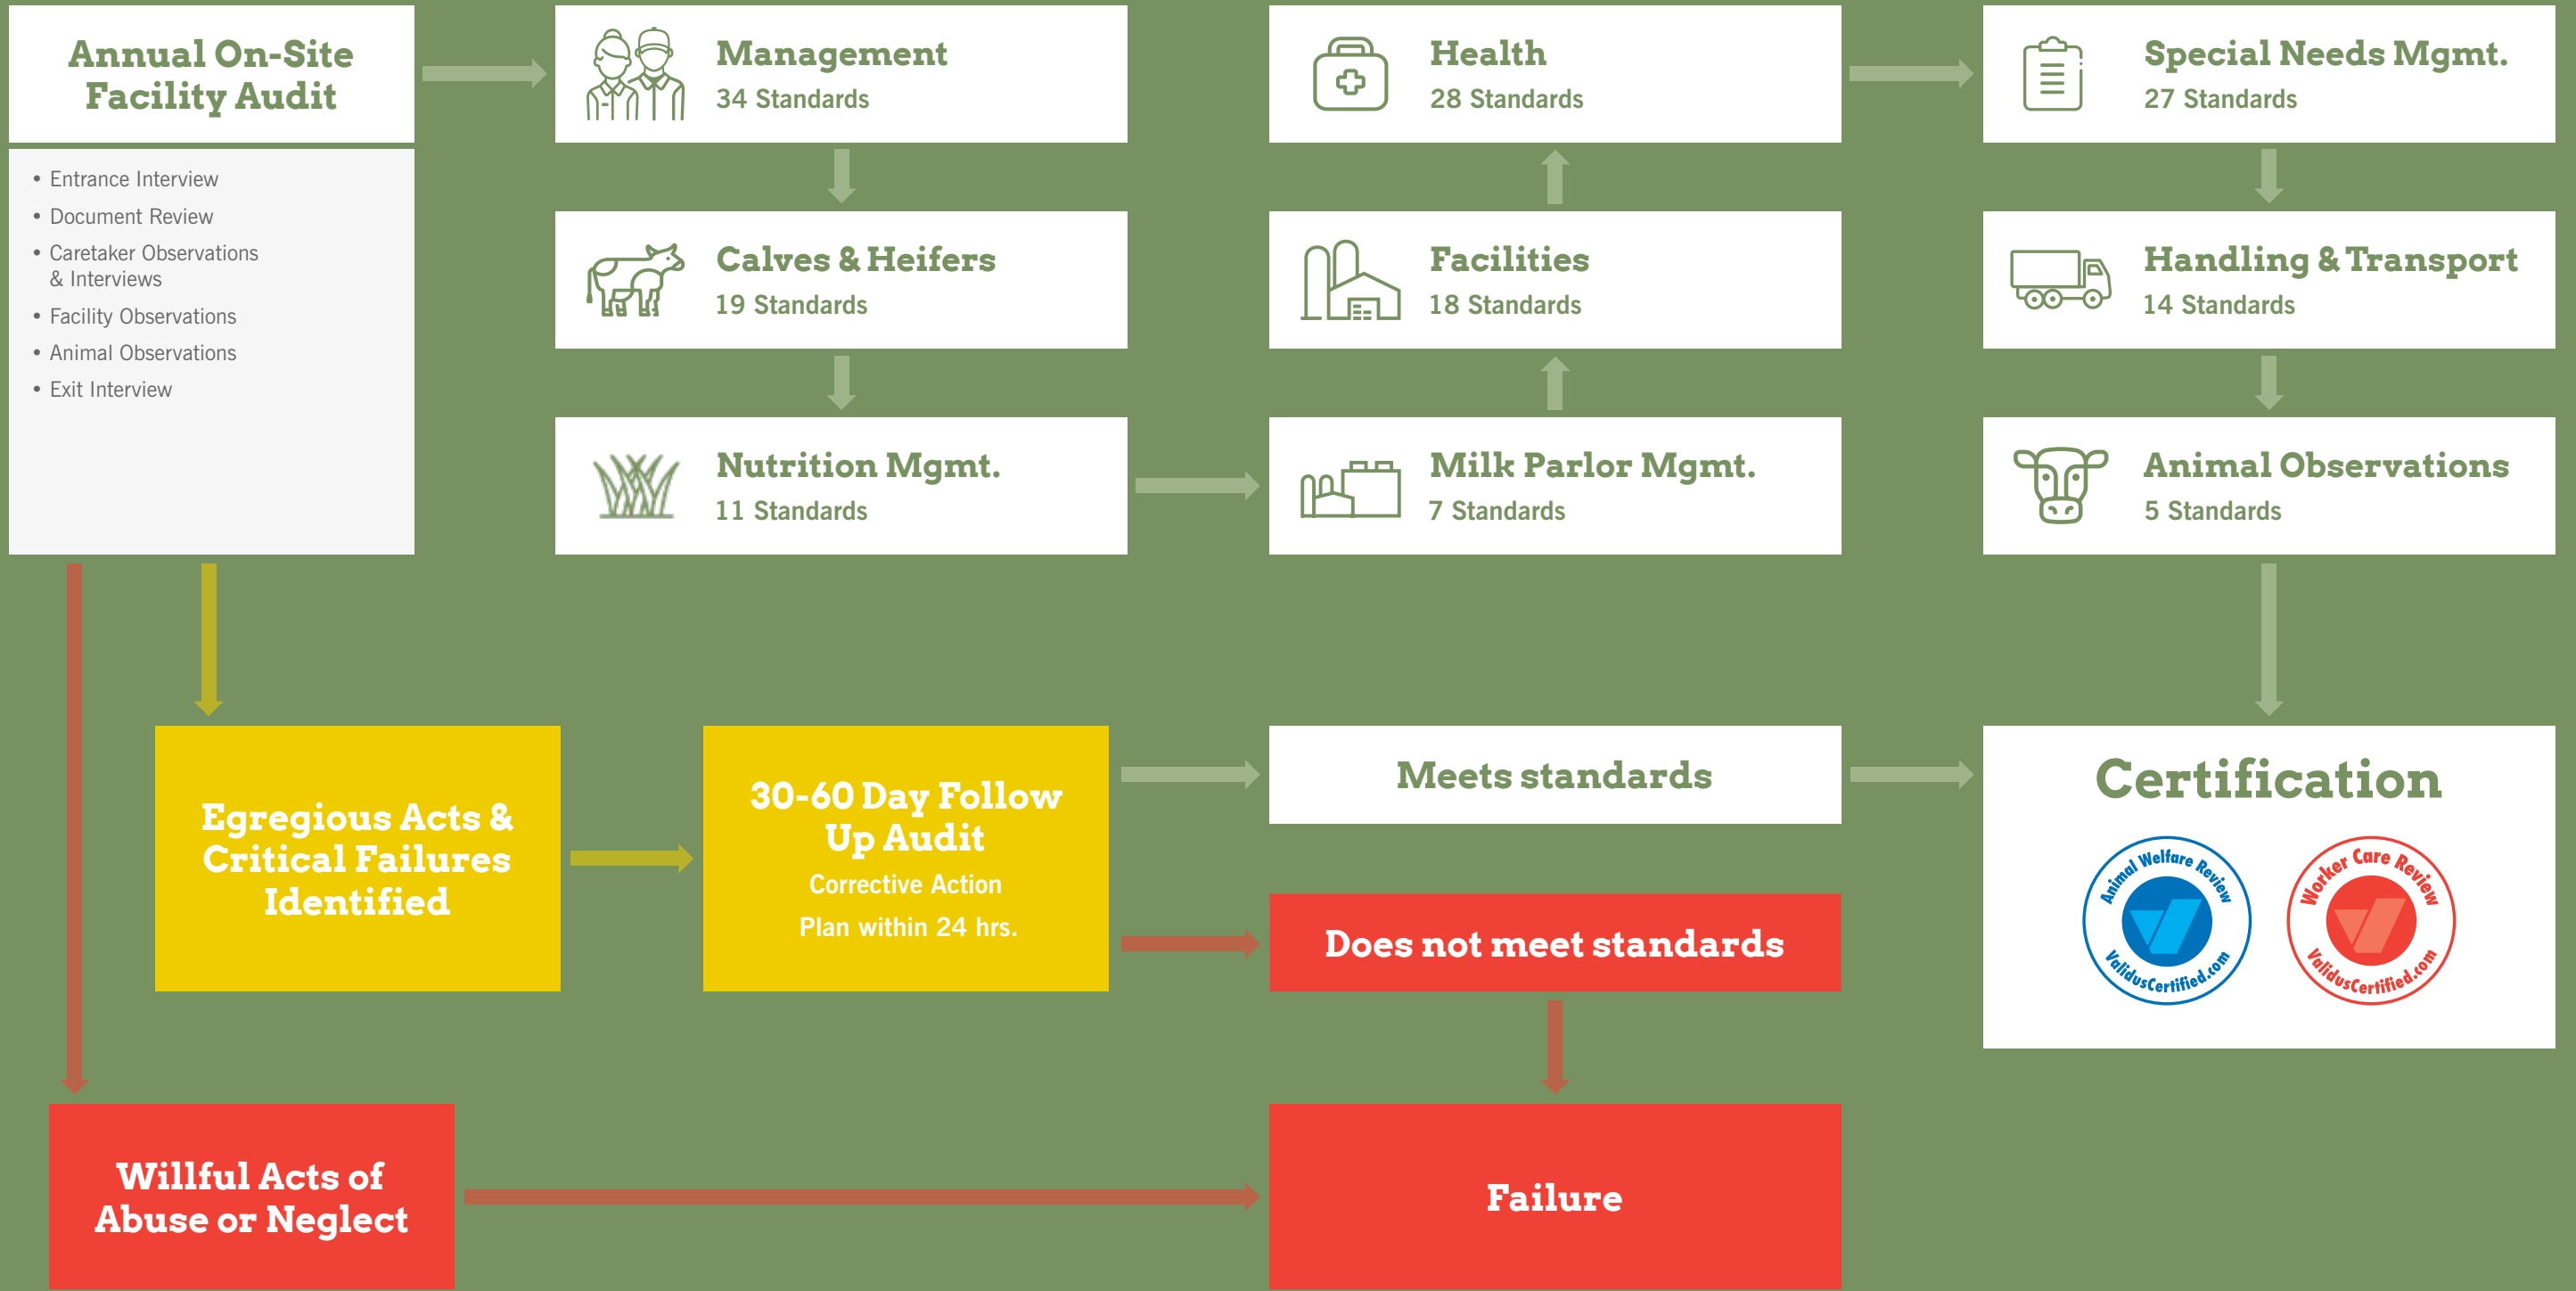 Annual On-Site
Facility Audit
• Entrance Interview
• Document Review
• Caretaker Observations
& Interviews
• Facility Observations
• Animal Observations
• Exit Interview
Management
34 Standards
Calves & Heifers
19 Standards
Nutrition Mgmt.
11 Standards
Milk Parlor Mgmt.
7 Standards
Facilities
18 Standards
Health
28 Standards
Special Needs Mgmt.
27 Standards
Handling & Transport
14 Standards
Animal Observations
5 Standards
Egregious Acts &
Critical Failures
Identified
30-60 Day Follow
Up Audit
Corrective Action
Plan within 24 hrs.
Meets standards
Does not meet standards
Certification
Animal Welfare Review
ValidusCertified.com
Worker Care Review
ValidusCertified.com
Willful Acts of
Abuse or Neglect
Failure